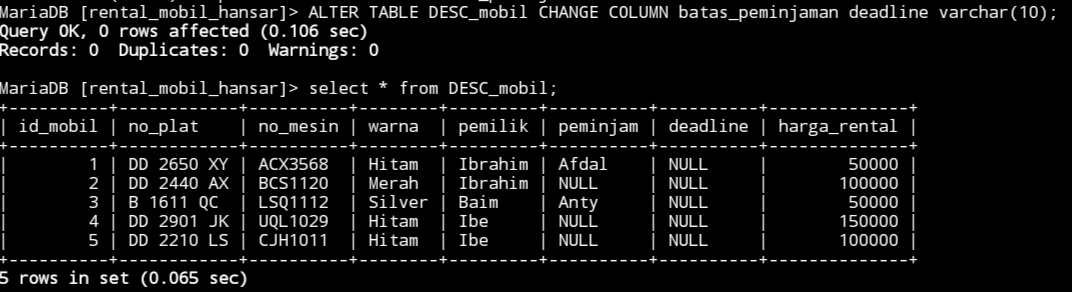 MariaDB [rental_mobil_hansar]> ALTER TABLE DESC_mobil CHANGE COLUMN batas_peminjaman deadline varchar(10);
Query OK, 0 rows affected (0.106 sec)
Records: 0  Duplicates: 0  Warnings: 0
MariaDB [rental_mobil_hansar]> select * from DESC_mobil;
+----------+------------+----------+--------+---------+----------+----------+--------------+
| id_mobil | no_plat    | no_mesin | warna  | pemilik | peminjam | deadline | harga_rental |
+----------+------------+----------+--------+---------+----------+----------+--------------+
|        1 | DD 2650 XY | ACX3568  | Hitam  | Ibrahim | Afdal    | NULL     |        50000 |
|        2 | DD 2440 AX | BCS1120  | Merah  | Ibrahim | NULL     | NULL     |       100000 |
|        3 | B 1611 QC  | LSQ1112  | Silver | Baim    | Anty     | NULL     |        50000 |
|        4 | DD 2901 JK | UQL1029  | Hitam  | Ibe     | NULL     | NULL     |       150000 |
|        5 | DD 2210 LS | CJH1011  | Hitam  | Ibe     | NULL     | NULL     |       100000 |
+----------+------------+----------+--------+---------+----------+----------+--------------+
5 rows in set (0.065 sec)